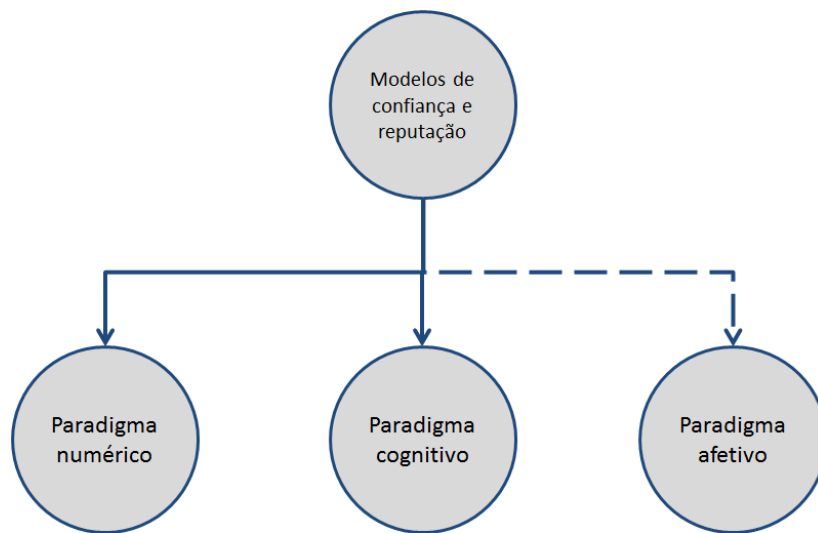 Modelos de
confiança e
reputação
Paradigma
numérico
Paradigma
cognitivo
Paradigma
afetivo